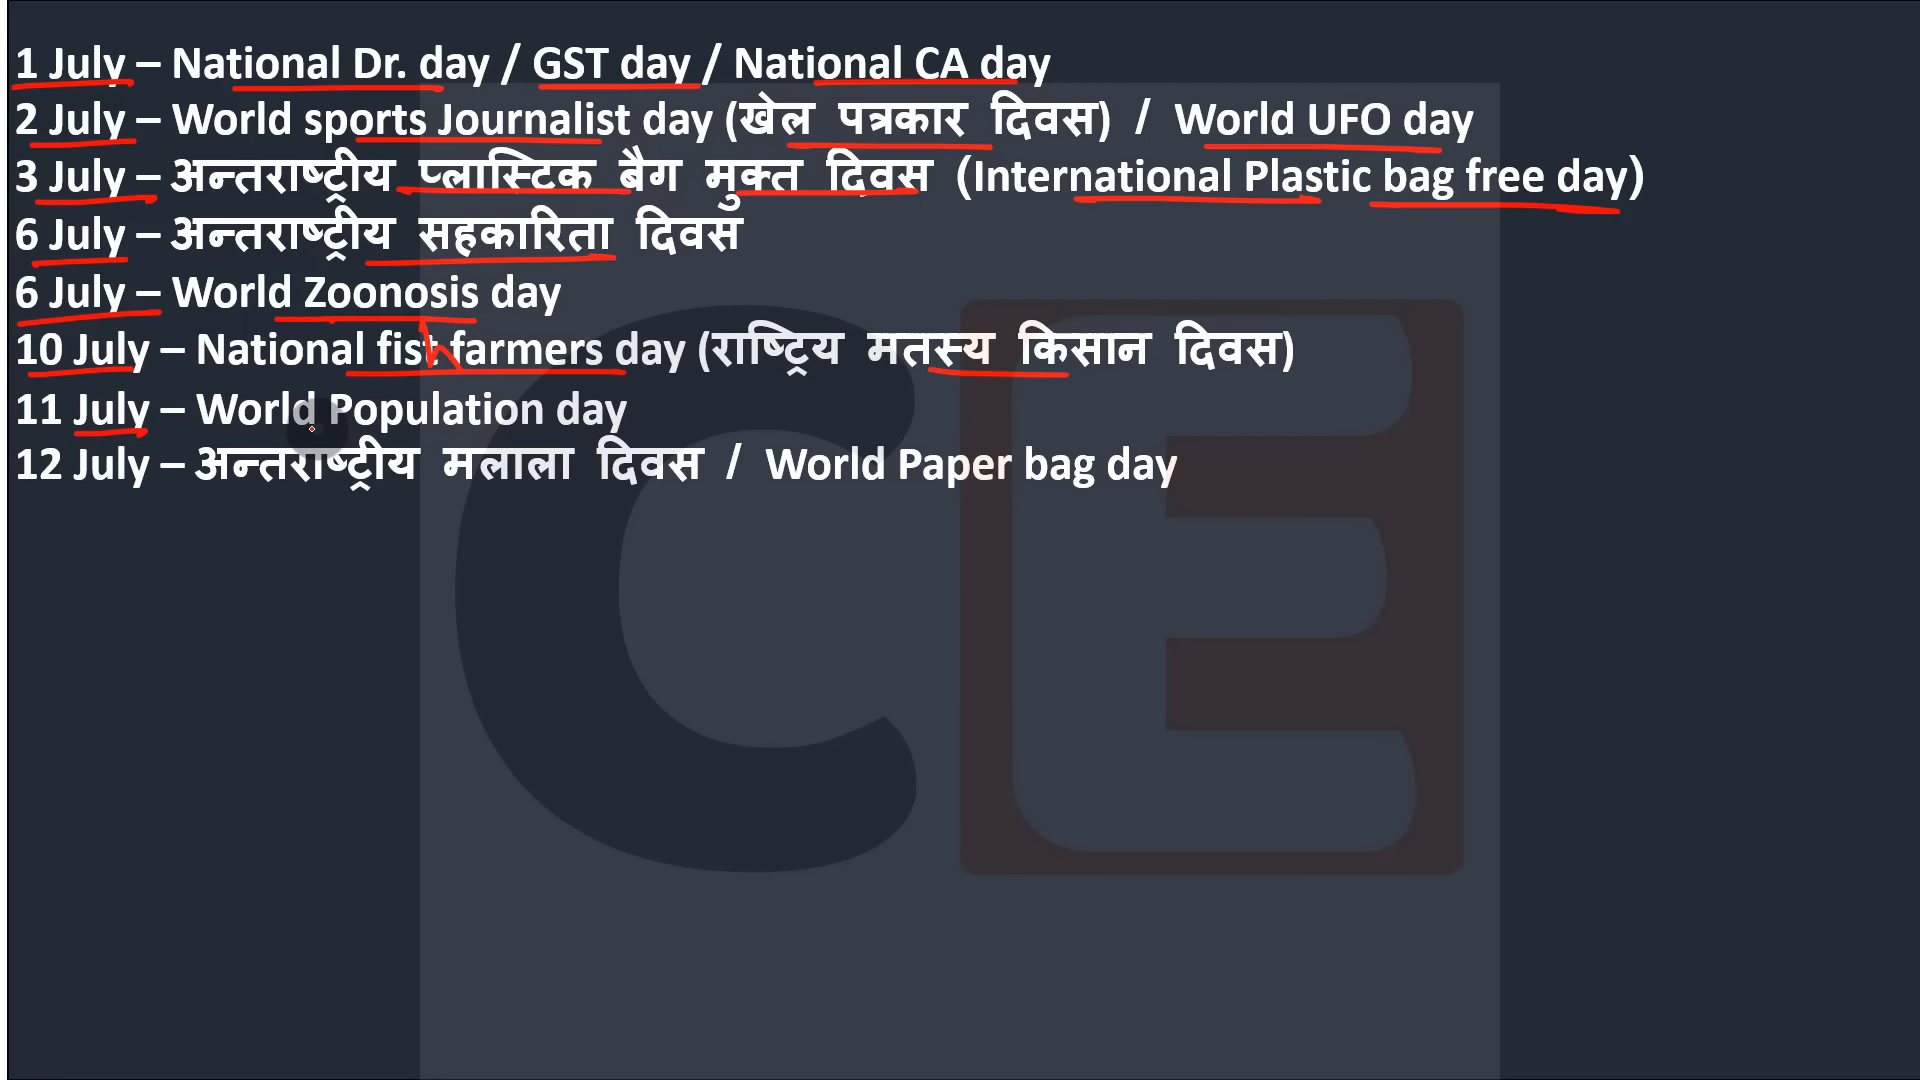 1 July – National Dr. day / GST day / National CA day
2 July – World sports Journalist day (खेल पत्रकार दिवस) / World UFO day
3 July – अन्तराष्ट्रीय प्लास्टिक बैग मुक्त दिवस (International Plastic bag free day)
6 July – अन्तराष्ट्रीय सहकारिता दिवस
6 July – World Zoonosis day
10 July – National fist farmers day (राष्ट्रिय मतस्य किसान दिवस)
11 July – World Population day
12 July – अन्तराष्ट्रीय मलाला दिवस / World Paper bag day
CE